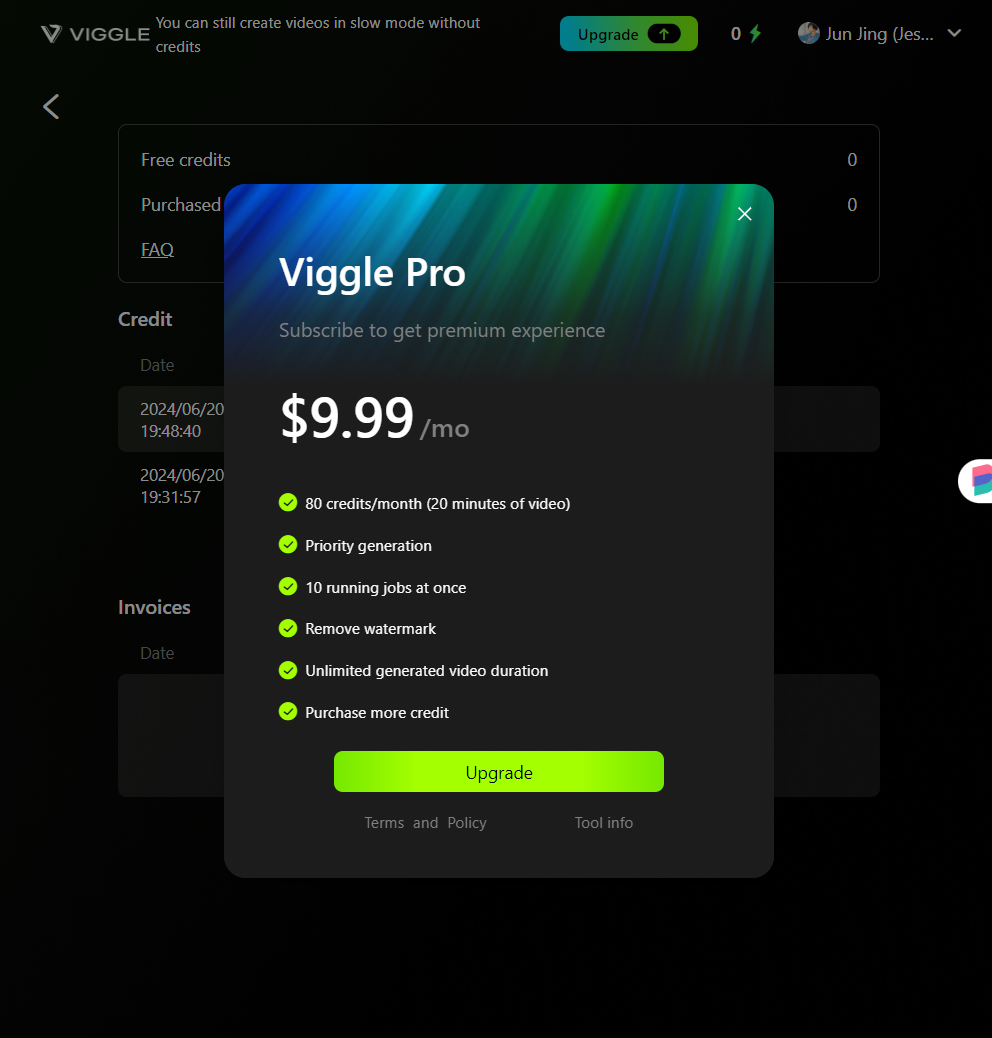 VIGGLE
You can still create videos in slow mode without
credits
Upgrade
0
Jun Jing (Jes...
Free credits
0
Purchased
0
FAQ
Viggle Pro
Subscribe to get premium experience
Credit
Date
2024/06/20
19:48:40
2024/06/20
19:31:57
$9.99 /mo
80 credits/month (20 minutes of video)
Priority generation
10 running jobs at once
Remove watermark
Unlimited generated video duration
Purchase more credit
Invoices
Date
Upgrade
Terms and Policy
Tool info